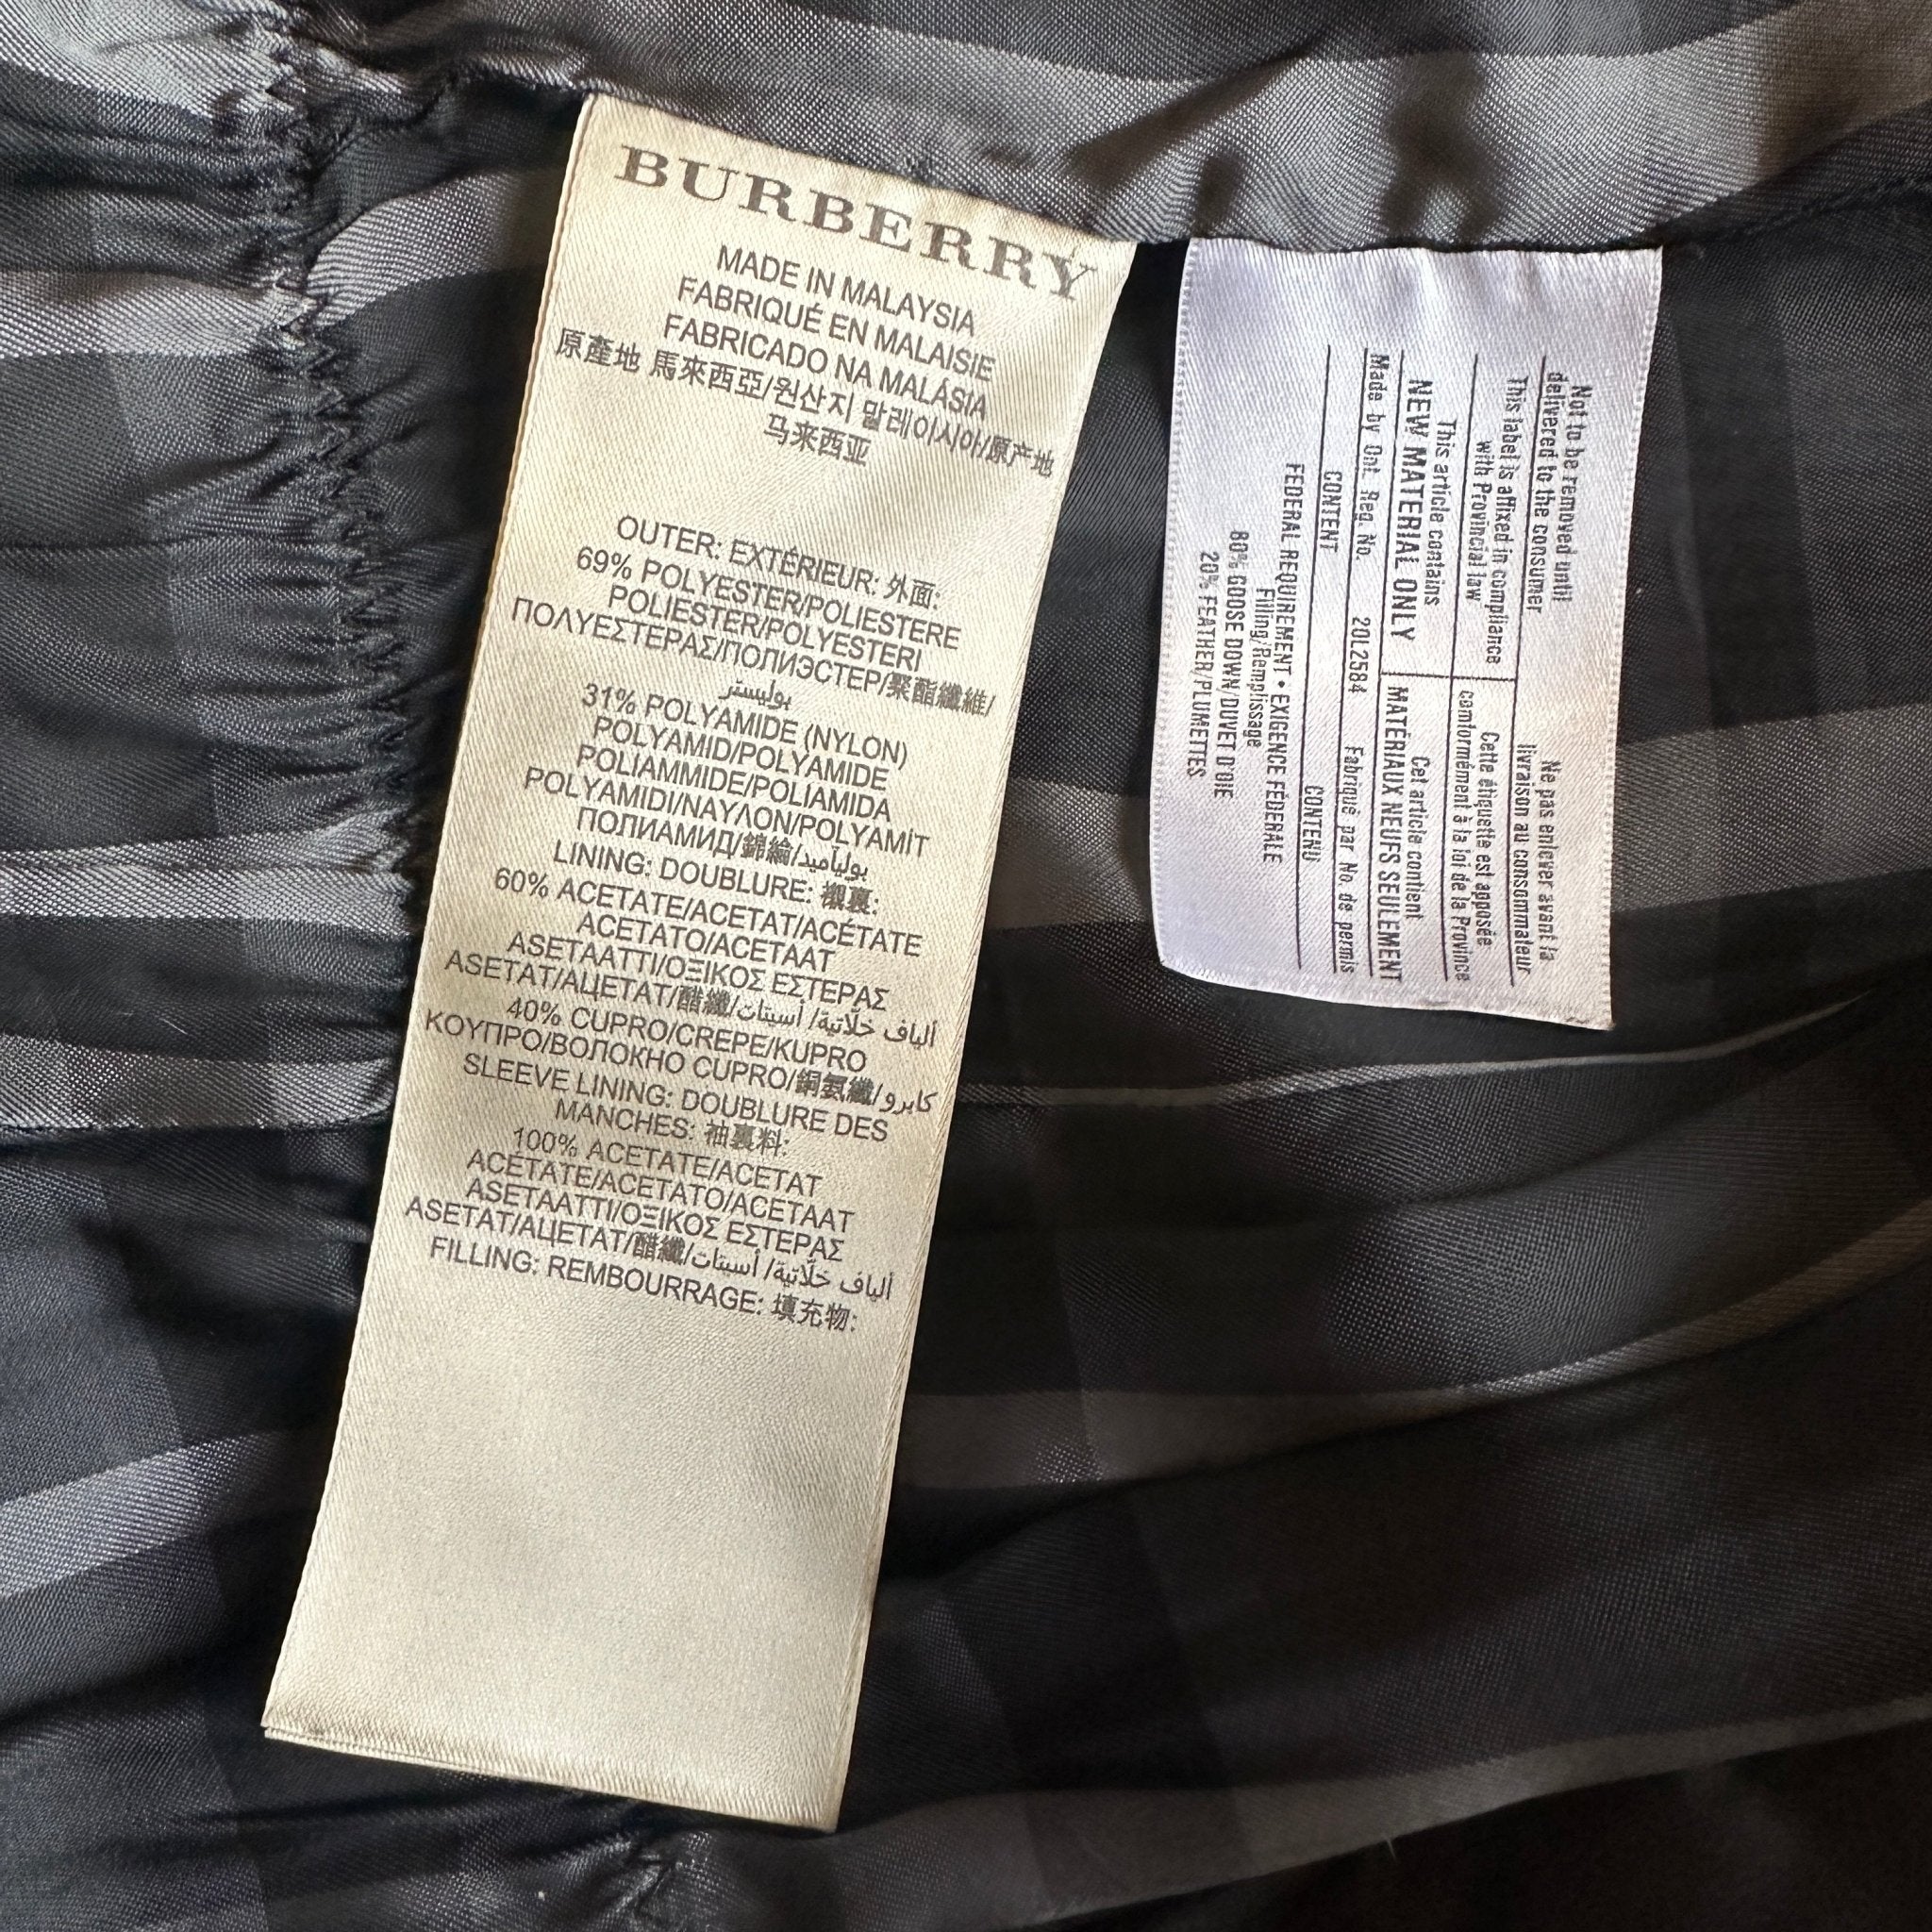 BURBERRY
MADE IN MALAYSIA
FABRIQUÉ EN MALAISIE
FABRICADO NA MALÁSIA
原產地 馬來西亞/원산지 말레이시아/原产地
马来西亚
OUTER: EXTÉRIEUR: 外面:
69% POLYESTER/POLIESTERE
POLIESTER/POLYESTERI
ΠΟΛΥΕΣΤΕΡΑΣ/ПОЛИЭСТЕР/聚酯纖維/
بوليستر
31% POLYAMIDE (NYLON)
POLYAMID/POLYAMIDE
POLIAMMIDE/POLIAMIDA
POLYAMIDI/ΝΑΥΛΟΝ/POLYAMİT
ПОЛИАМИД/錦綸/بولیآمید
LINING: DOUBLURE: 襯裏:
60% ACETATE/ACETAT/ACÉTATE
ACETATO/ACETAAT
ASETAATTI/ΟΞΙΚΟΣ ΕΣΤΕΡΑΣ
ASETAT/АЦЕТАТ/醋纖/ألياف خلّاتية/ أسيتات
40% CUPRO/CREPE/KUPRO
ΚΟΥΠΡΟ/ВОЛОКНО CUPRO/銅氨纖/كابرو
SLEEVE LINING: DOUBLURE DES
MANCHES: 袖裏料:
100% ACETATE/ACETAT
ACÉTATE/ACETATO/ACETAAT
ASETAATTI/ΟΞΙΚΟΣ ΕΣΤΕΡΑΣ
ASETAT/АЦЕТАТ/醋纖/ألياف خلّاتية/ أسيتات
FILLING: REMBOURRAGE: 填充物:
Not to be removed until
delivered to the consumer
Ne pas enlever avant la
livraison au consommateur
This label is affixed in compliance
with Provincial law
Cette étiquette est apposée
conformément à la loi de la Province
This article contains
NEW MATERIAL ONLY
Cet article contient
MATÉRIAUX NEUFS SEULEMENT
Made by Ont. Reg. No. 20L2584 Fabriqué par No. de permis
CONTENT CONTENU
FEDERAL REQUIREMENT • EXIGENCE FÉDÉRALE
Filling/Remplissage
80% GOOSE DOWN/DUVET D'OIE
20% FEATHER/PLUMETTES